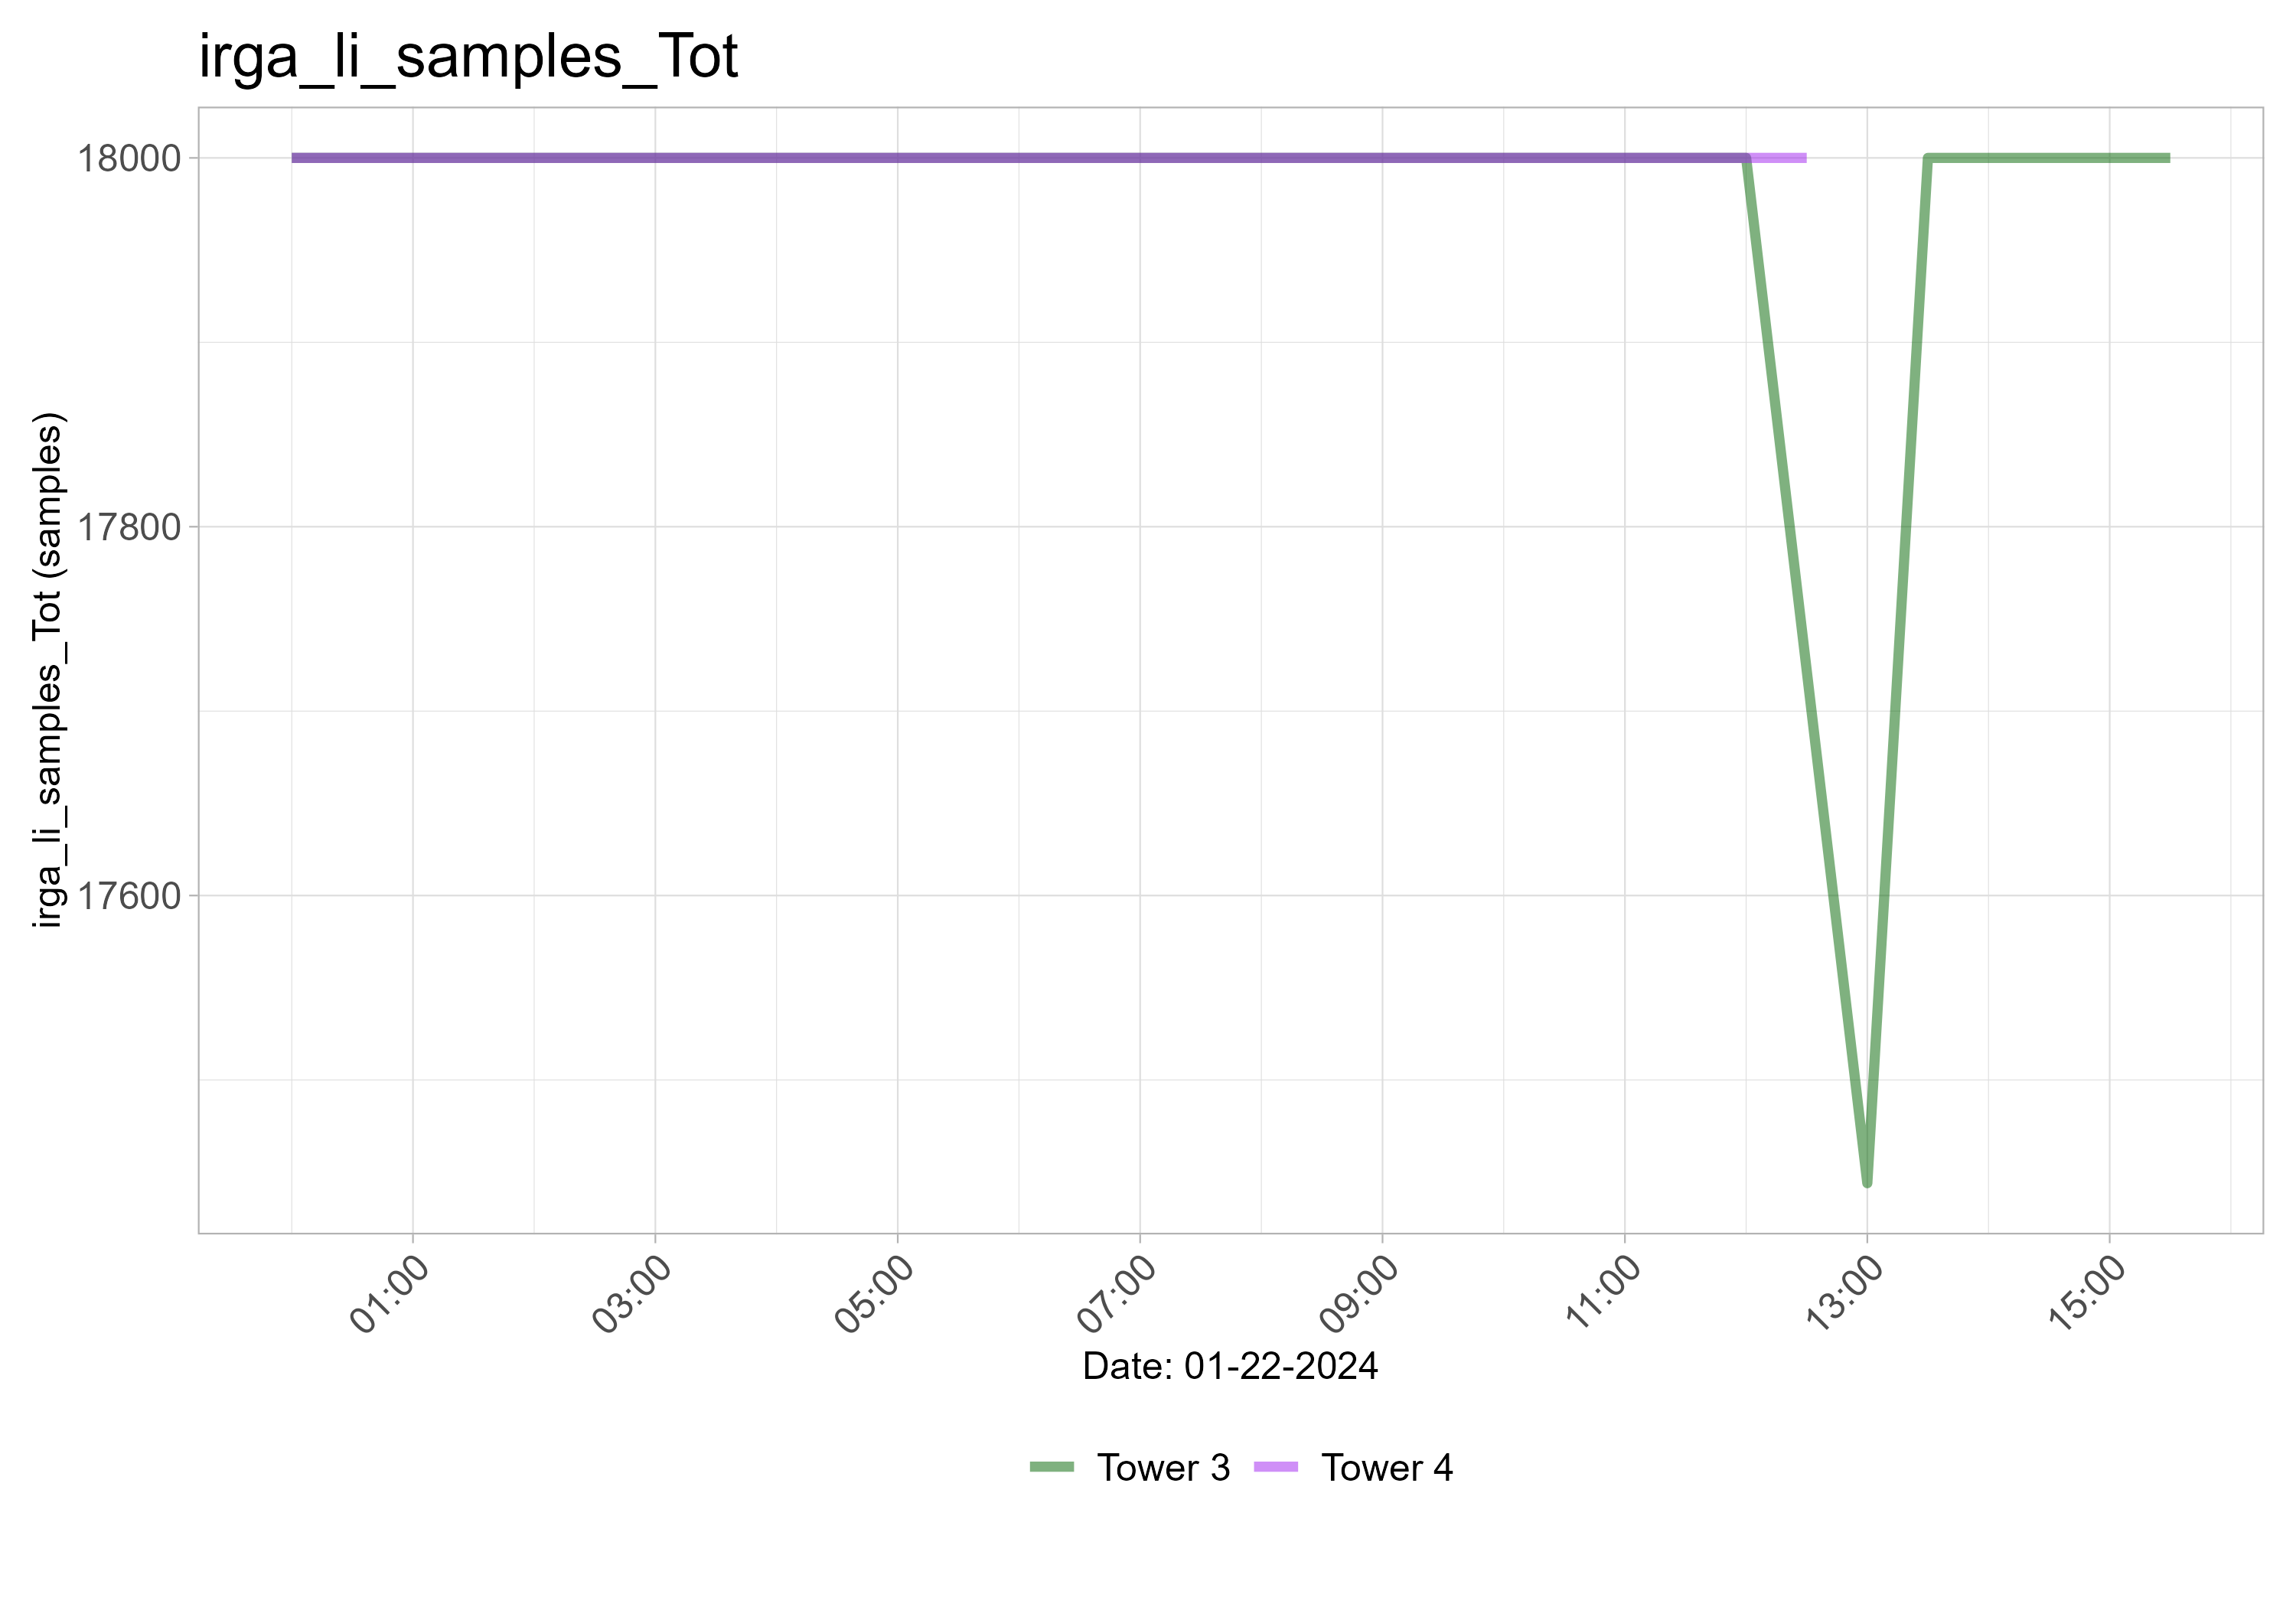 irga_li_samples_Tot
irga_li_samples_Tot (samples)
18000
17800
17600
01:00
03:00
05:00
07:00
09:00
11:00
13:00
15:00
Date: 01-22-2024
Tower 3
Tower 4